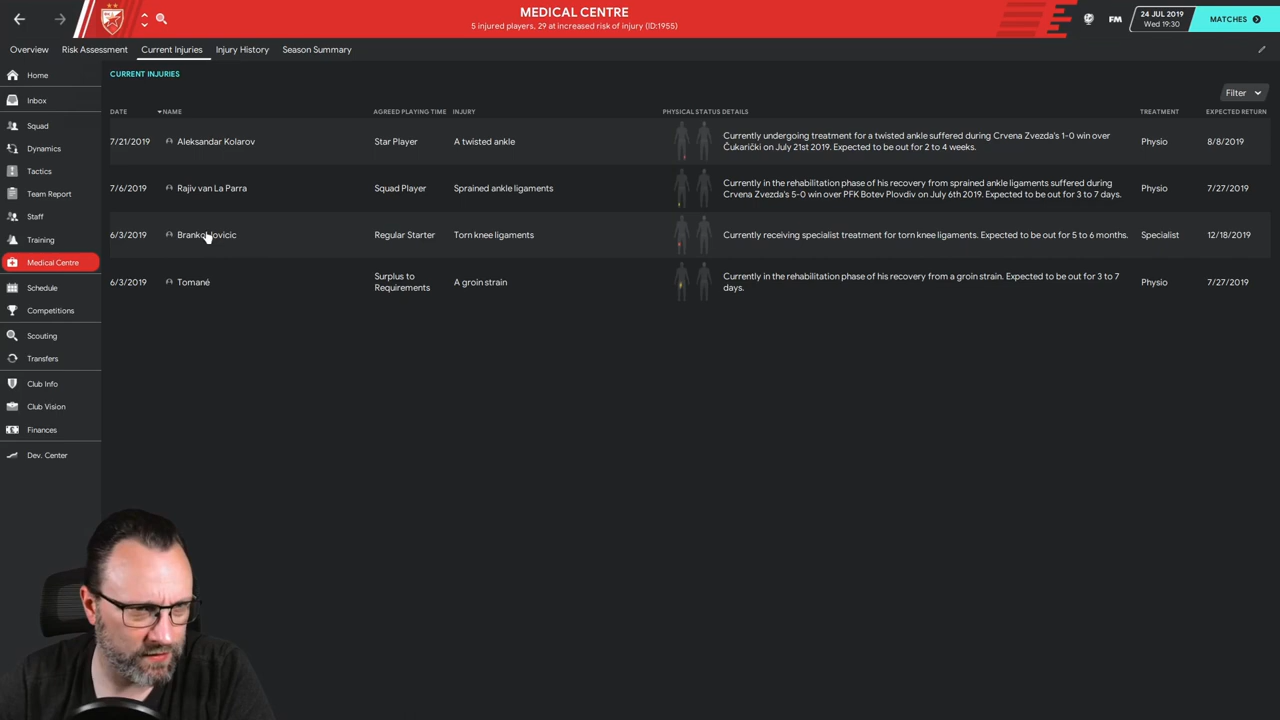 MEDICAL CENTRE
5 injured players, 29 at increased risk of injury (ID:1955)
FM
24 JUL 2019
Wed 19:30
MATCHES
Overview
Risk Assessment
Current Injuries
Injury History
Season Summary
Home
Inbox
Squad
Dynamics
Tactics
Team Report
Staff
Training
Medical Centre
Schedule
Competitions
Scouting
Transfers
Club Info
Club Vision
Finances
Dev. Center
CURRENT INJURIES
Filter
DATE NAME AGREED PLAYING TIME INJURY PHYSICAL STATUS DETAILS TREATMENT EXPECTED RETURN
7/21/2019 Aleksandar Kolarov Star Player A twisted ankle Currently undergoing treatment for a twisted ankle suffered during Crvena Zvezda's 1-0 win over
Čukarički on July 21st 2019. Expected to be out for 2 to 4 weeks. Physio 8/8/2019
7/6/2019 Rajiv van La Parra Squad Player Sprained ankle ligaments Currently in the rehabilitation phase of his recovery from sprained ankle ligaments suffered during
Crvena Zvezda's 5-0 win over PFK Botev Plovdiv on July 6th 2019. Expected to be out for 3 to 7 days. Physio 7/27/2019
6/3/2019 Branko Jovicic Regular Starter Torn knee ligaments Currently receiving specialist treatment for torn knee ligaments. Expected to be out for 5 to 6 months. Specialist 12/18/2019
6/3/2019 Tomané Surplus to
Requirements A groin strain Currently in the rehabilitation phase of his recovery from a groin strain. Expected to be out for 3 to 7
days. Physio 7/27/2019